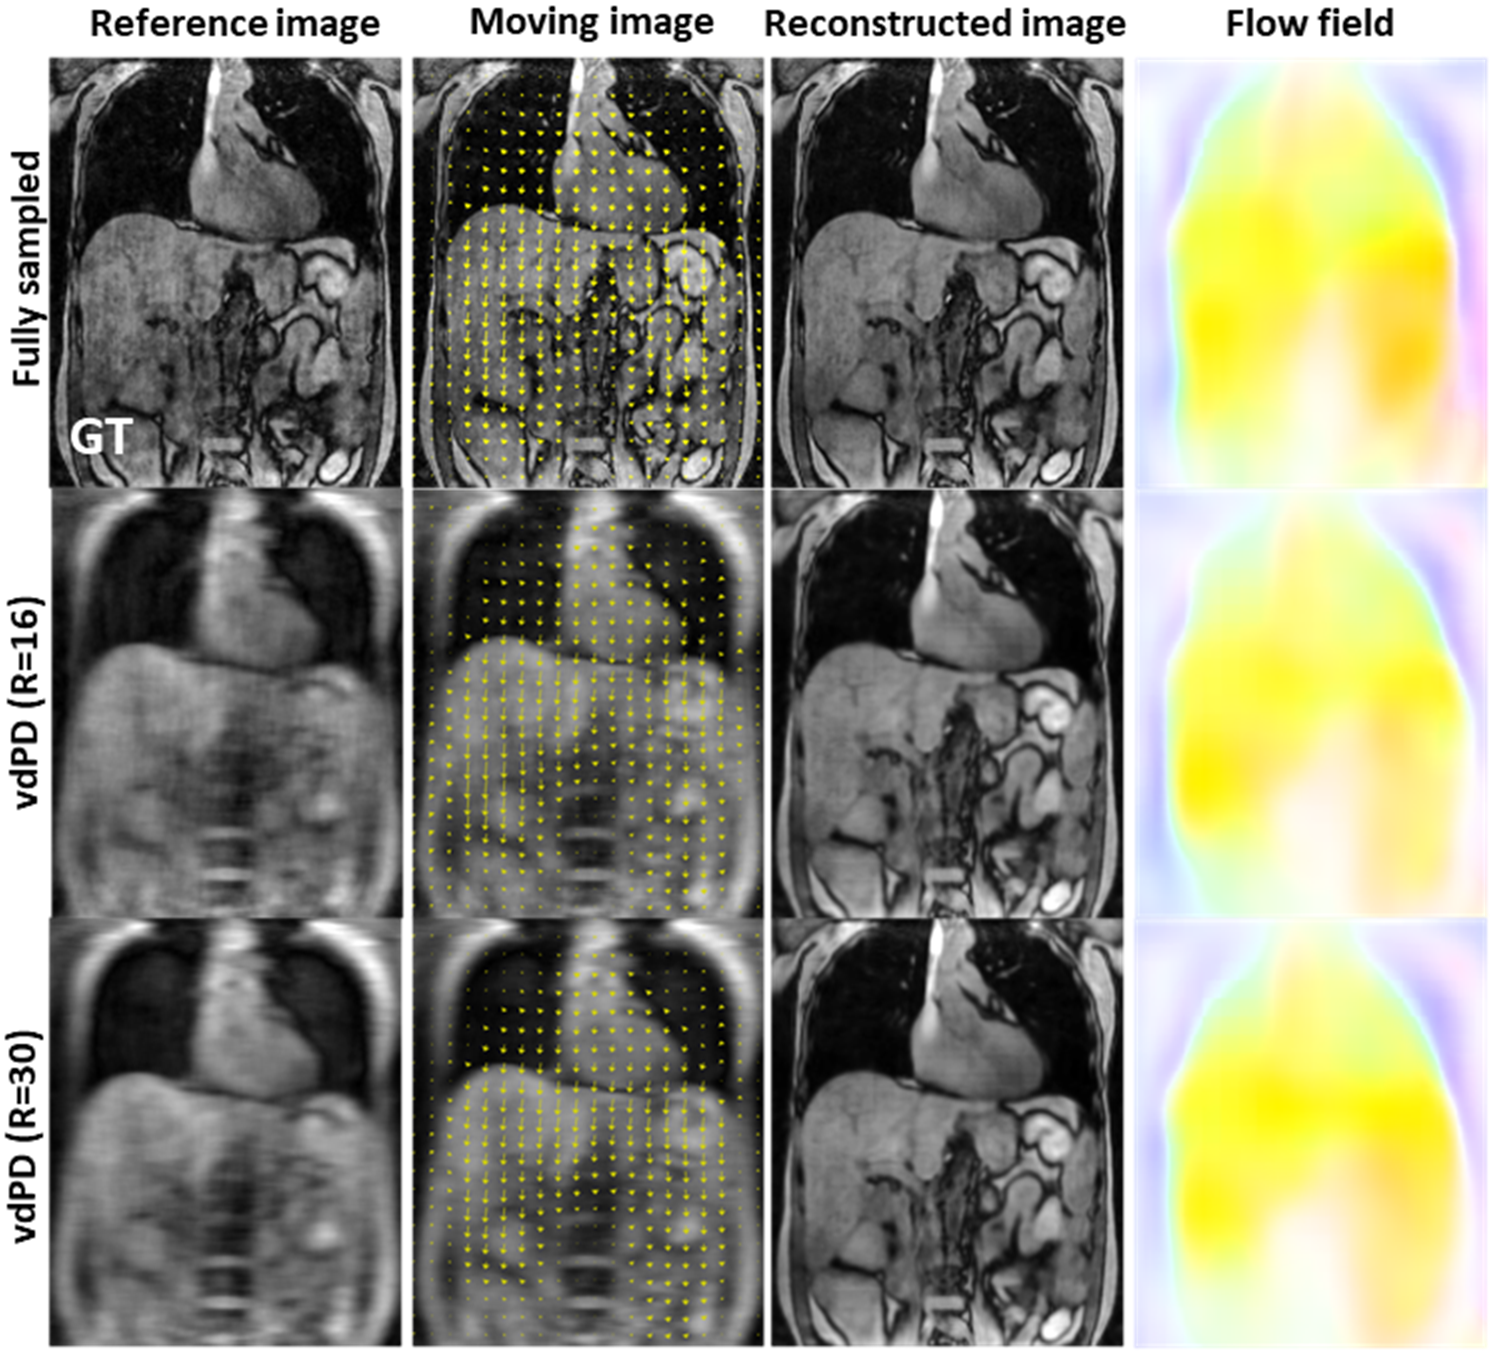 Reference image
Moving image
Reconstructed image
Flow field
Fully sampled
GT
vdPD (R=16)
vdPD (R=30)